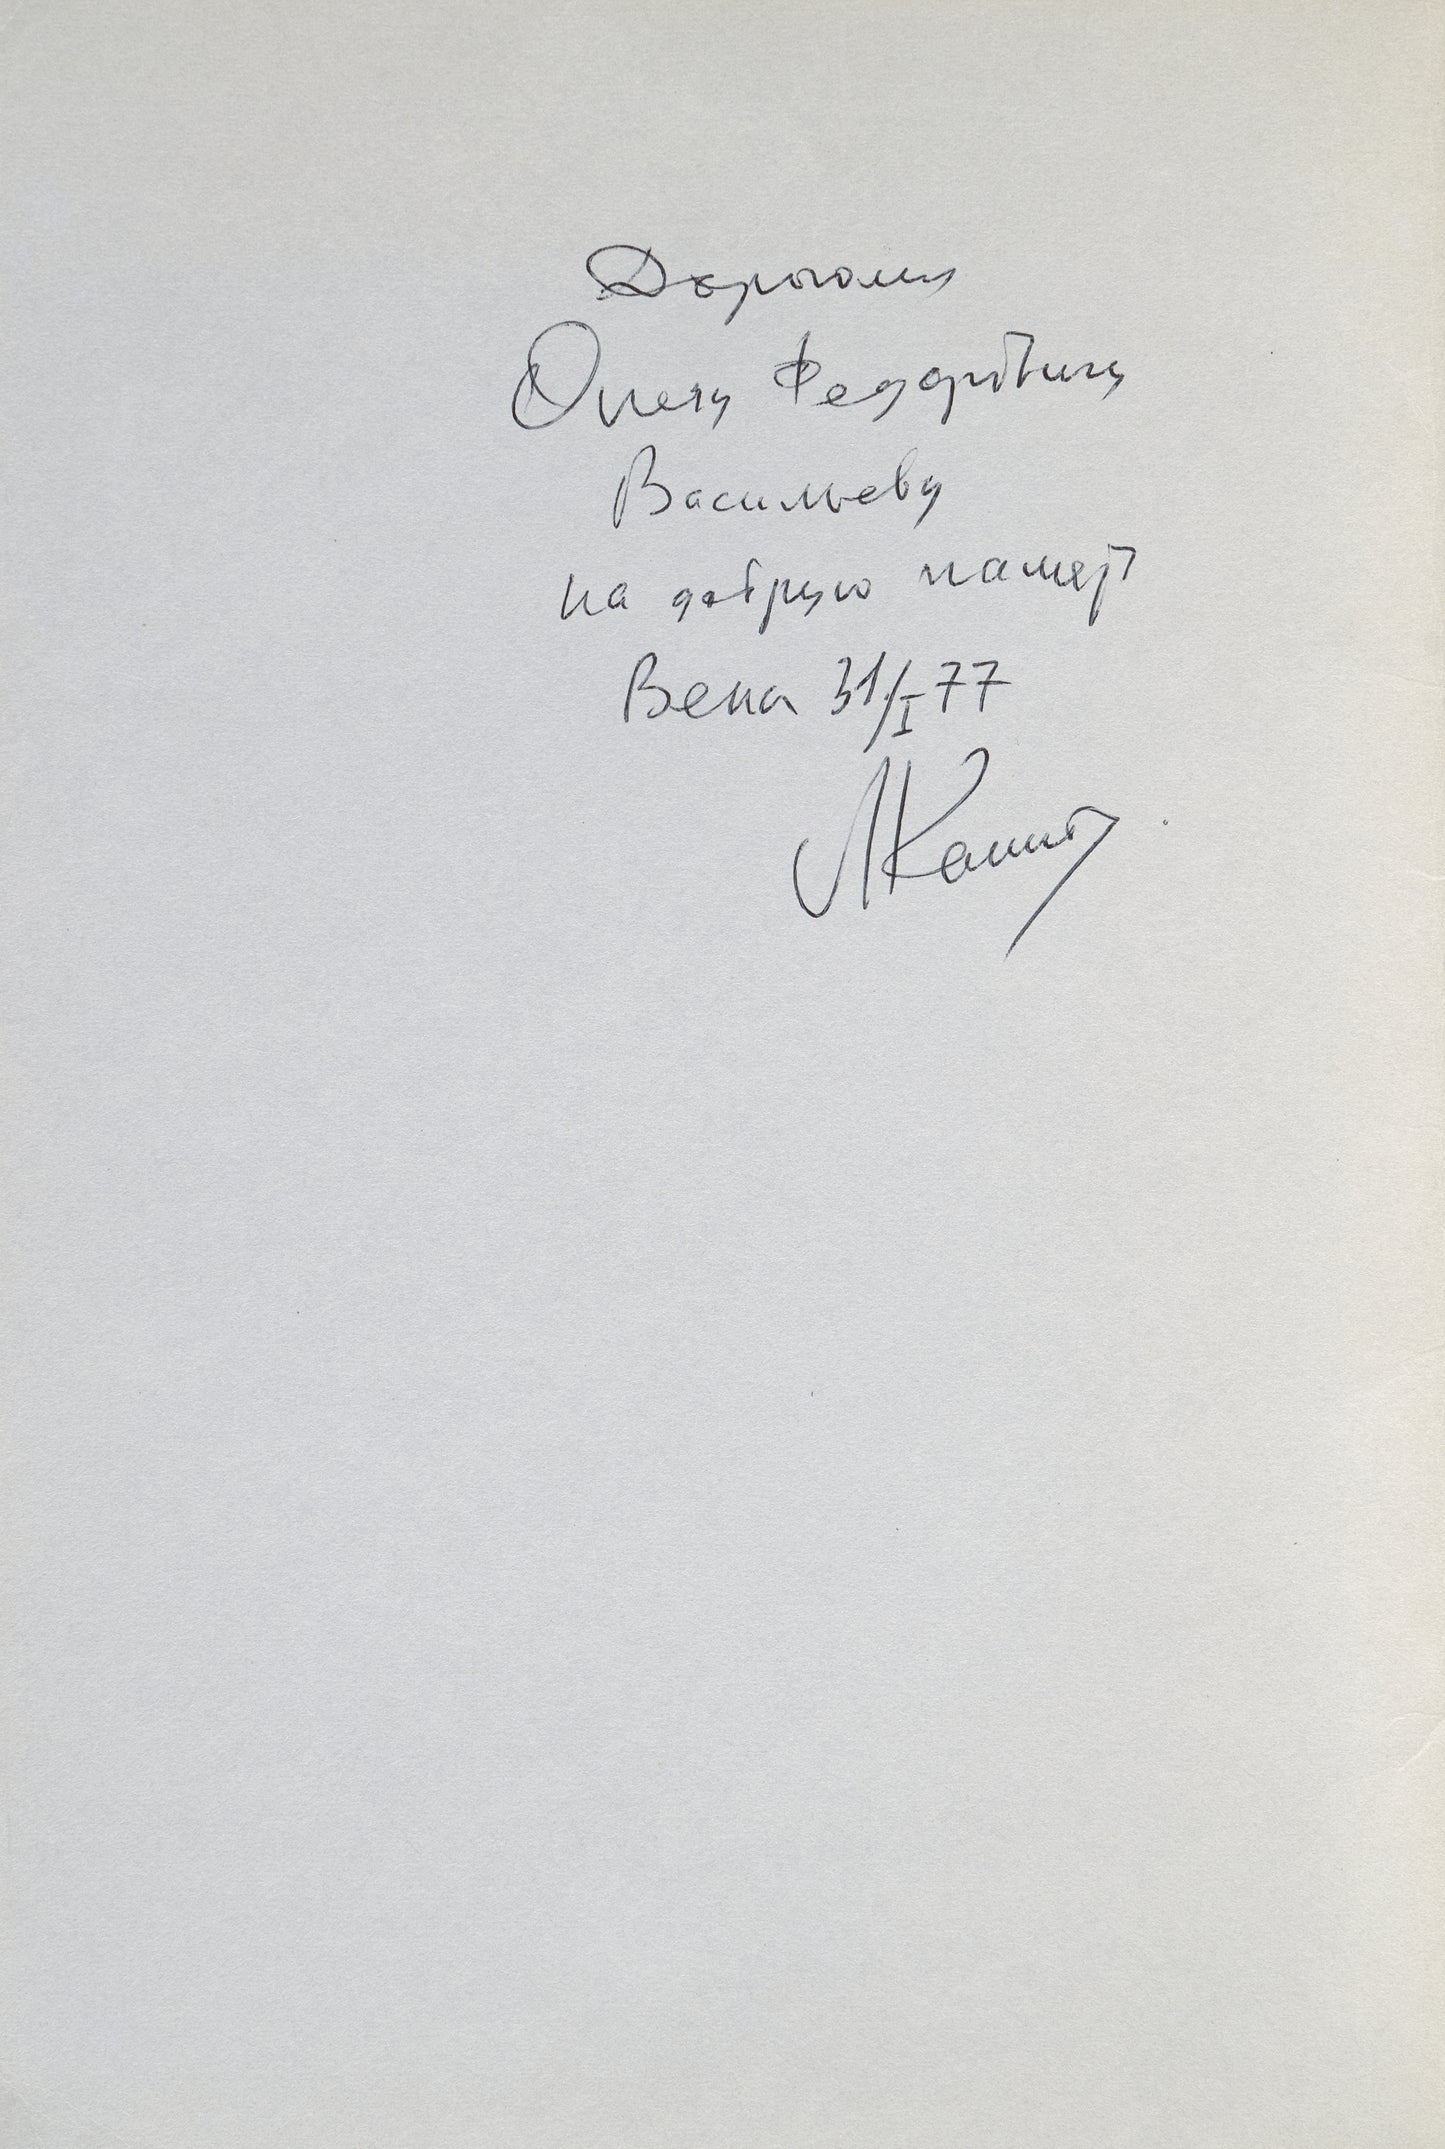 Дорогому
Олегу Федоровичу
Васильеву
на добрую память
Вена 31/I 77